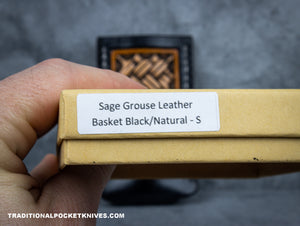 Sage Grouse Leather
Basket Black/Natural - S
TRADITIONALPOCKETKNIVES.COM